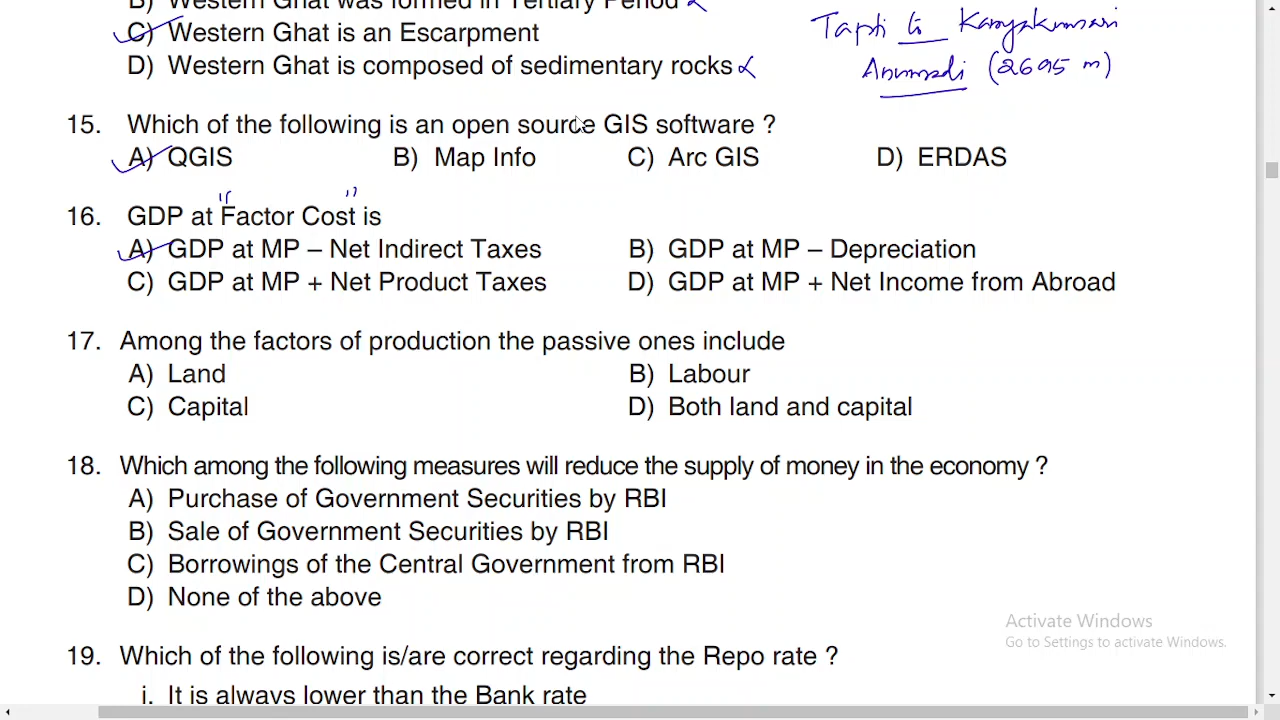 B) Western Ghat was formed in Tertiary Period
Tapti to Kanyakumari
C) Western Ghat is an Escarpment
D) Western Ghat is composed of sedimentary rocks
Anumadi (2695 m)
15. Which of the following is an open source GIS software ?
A) QGIS B) Map Info C) Arc GIS D) ERDAS
16. GDP at "Factor Cost" is
A) GDP at MP – Net Indirect Taxes B) GDP at MP – Depreciation
C) GDP at MP + Net Product Taxes D) GDP at MP + Net Income from Abroad
17. Among the factors of production the passive ones include
A) Land B) Labour
C) Capital D) Both land and capital
18. Which among the following measures will reduce the supply of money in the economy ?
A) Purchase of Government Securities by RBI
B) Sale of Government Securities by RBI
C) Borrowings of the Central Government from RBI
D) None of the above
Activate Windows
Go to Settings to activate Windows.
19. Which of the following is/are correct regarding the Repo rate ?
i. It is always lower than the Bank rate